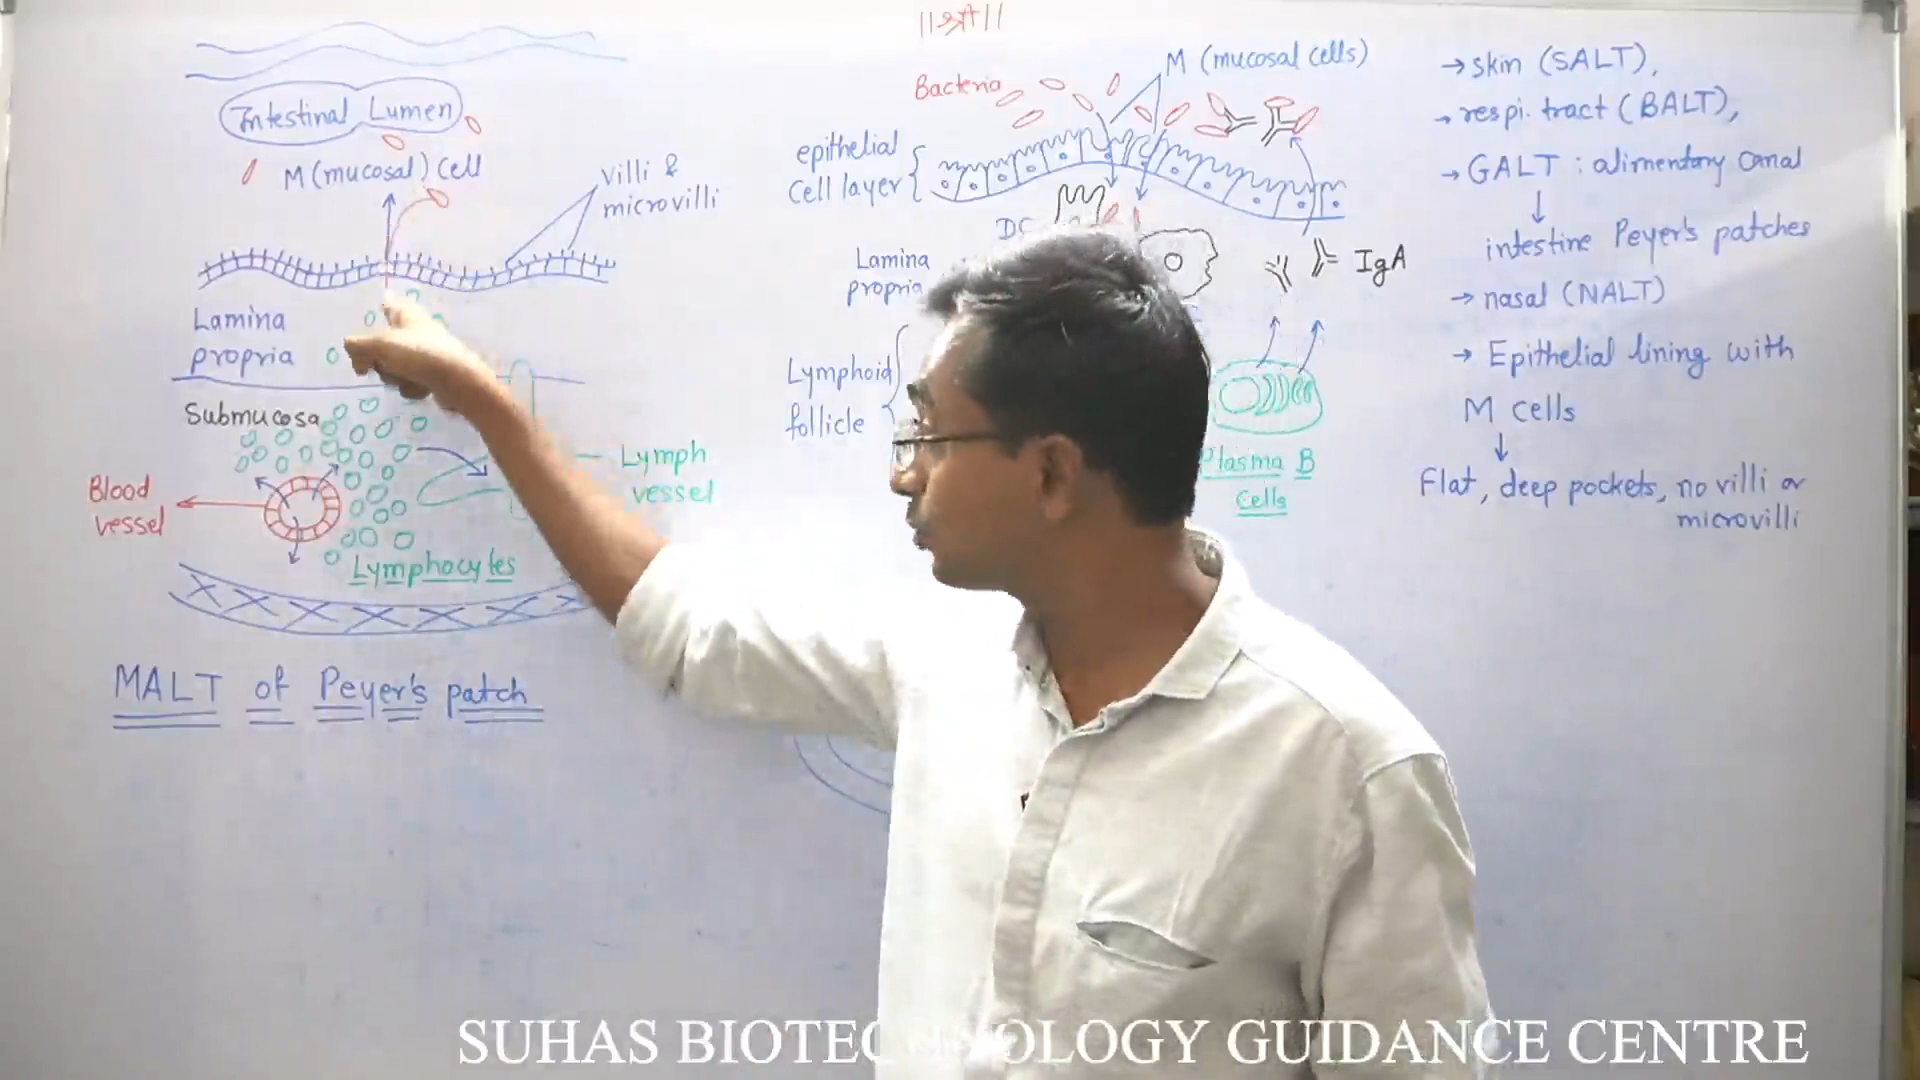 ||श्री||
Intestinal Lumen
M (mucosal) cell
villi &
microvilli
Lamina
propria
Submucosa
Blood
vessel
Lymph
vessel
Lymphocytes
MALT of Peyer's patch
Bacteria
M (mucosal cells)
epithelial
cell layer
DC
Lamina
propria
IgA
Lymphoid
follicle
Plasma B
Cells
→ skin (SALT),
→ respi. tract (BALT),
→ GALT : alimentary canal
↓
intestine Peyer's patches
→ nasal (NALT)
→ Epithelial lining with
M cells
↓
Flat, deep pockets, no villi or
microvilli
SUHAS BIOTECHNOLOGY GUIDANCE CENTRE